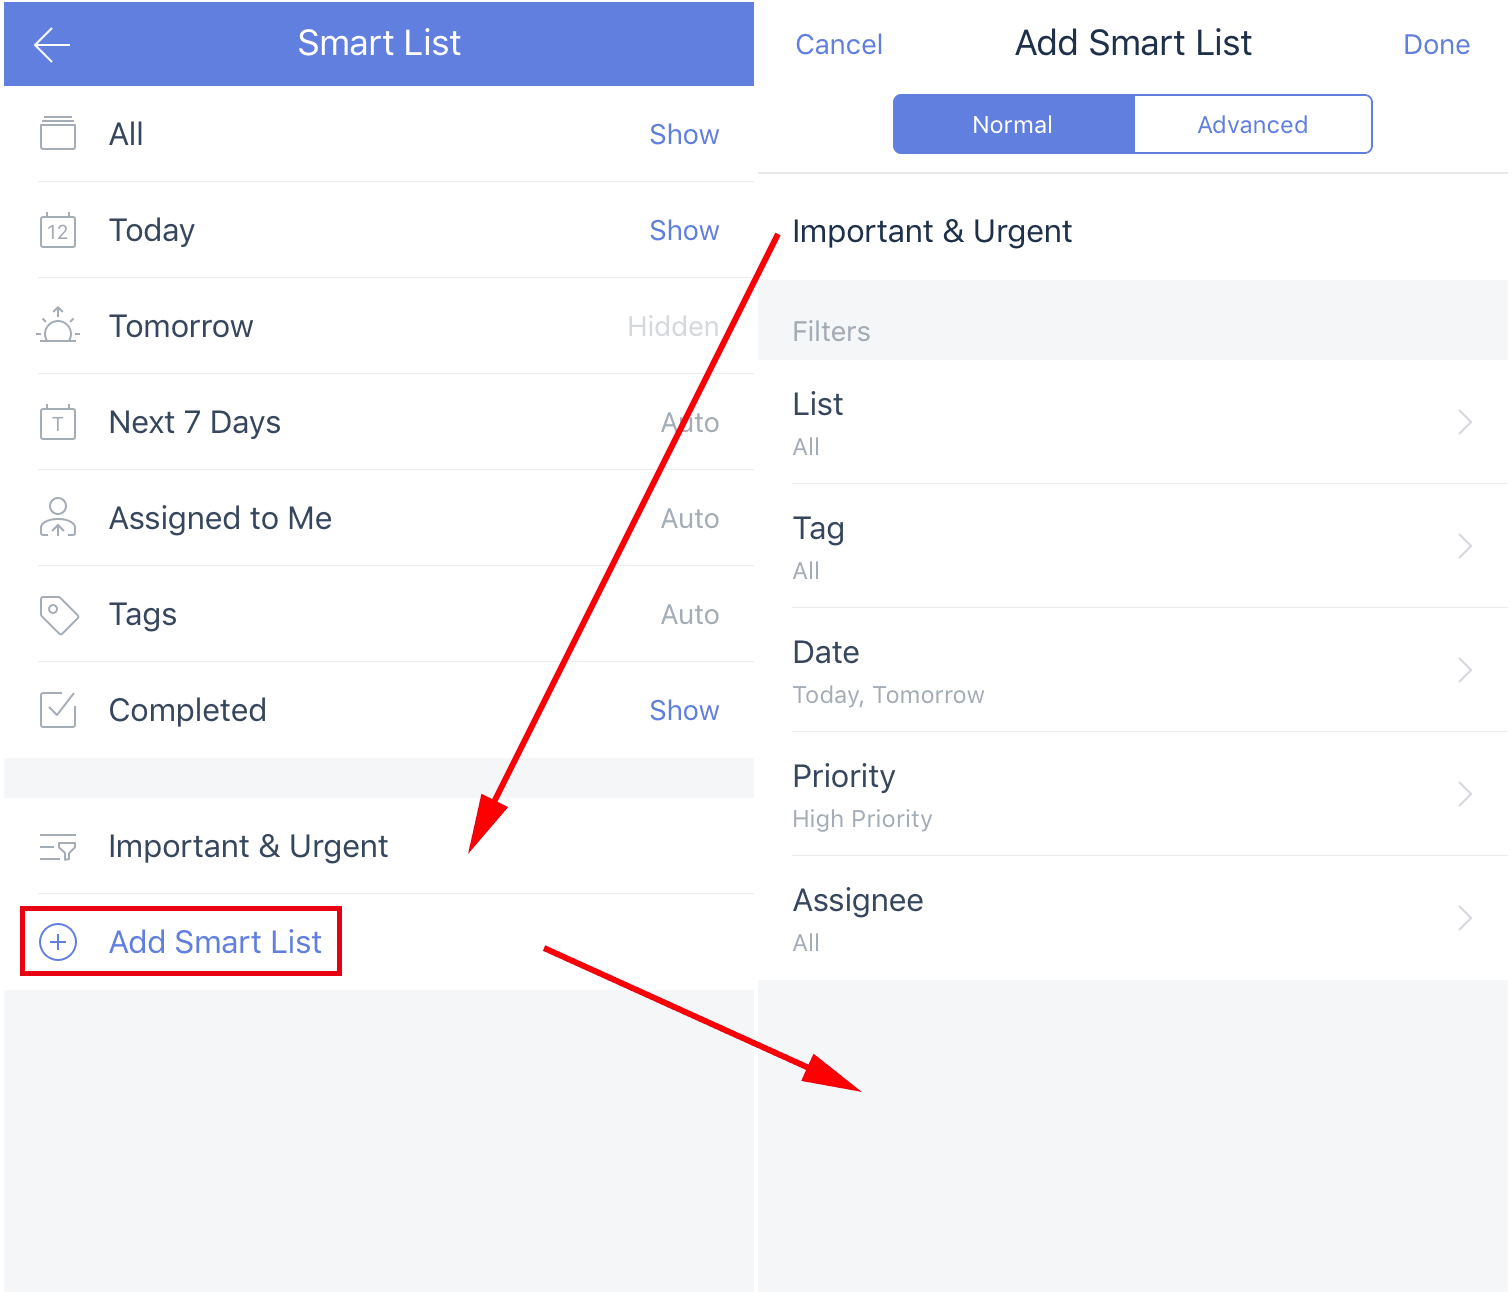 Smart List
All Show
12
Today Show
Tomorrow Hidden
T
Next 7 Days Auto
Assigned to Me Auto
Tags Auto
Completed Show
Important & Urgent
Add Smart List
Cancel Add Smart List Done
Normal Advanced
Important & Urgent
Filters
List
All
Tag
All
Date
Today, Tomorrow
Priority
High Priority
Assignee
All